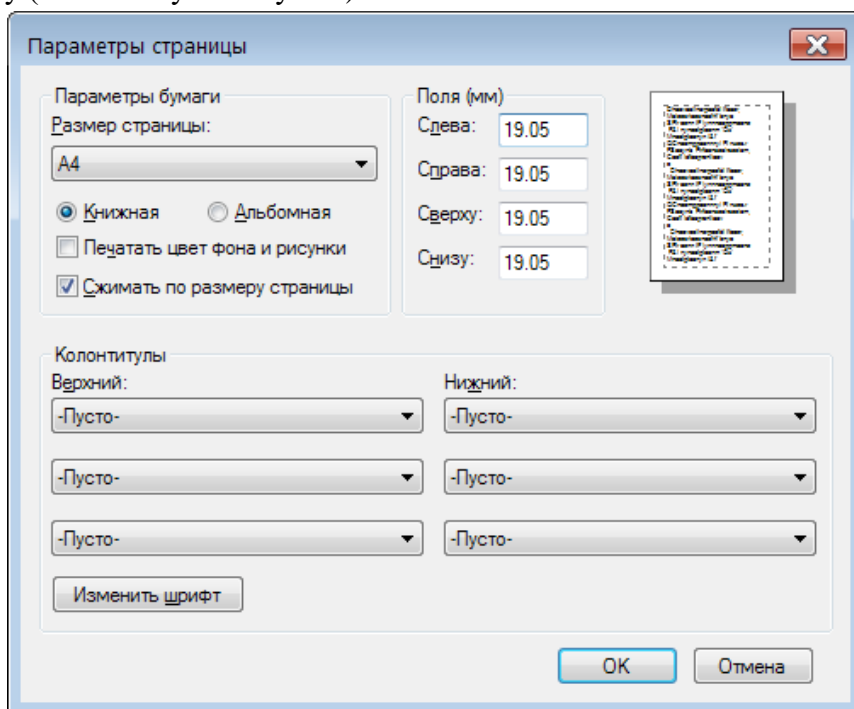 Параметры страницы
Параметры бумаги
Размер страницы:
A4
Книжная
Альбомная
Печатать цвет фона и рисунки
Сжимать по размеру страницы
Поля (мм)
Слева: 19.05
Справа: 19.05
Сверху: 19.05
Снизу: 19.05
Колонтитулы
Верхний:
Нижний:
-Пусто-
-Пусто-
-Пусто-
-Пусто-
-Пусто-
-Пусто-
Изменить шрифт
OK
Отмена